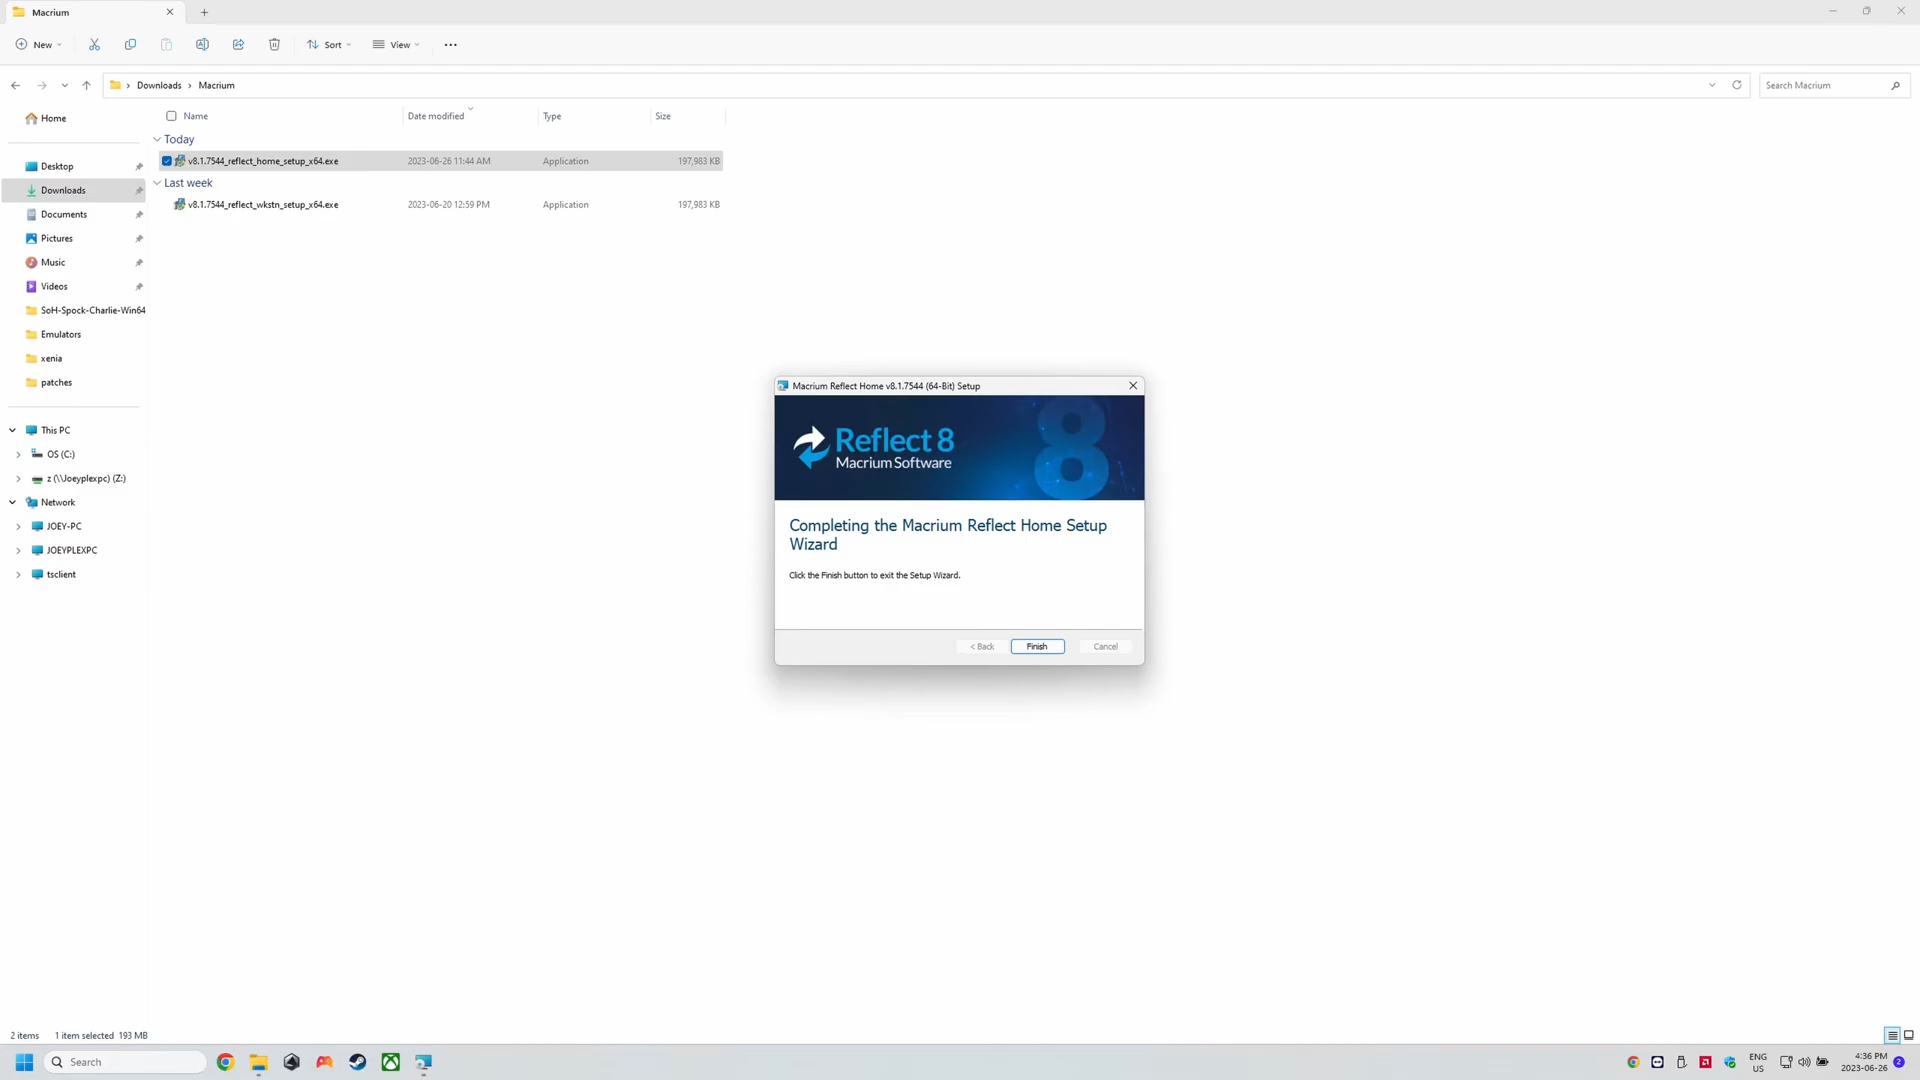 Macrium
New
Sort
View
Downloads
Macrium
Search Macrium
Home
Desktop
Downloads
Documents
Pictures
Music
Videos
SoH-Spock-Charlie-Win64
Emulators
xenia
patches
This PC
OS (C:)
z (\\Joeyplexpc) (Z:)
Network
JOEY-PC
JOEYPLEXPC
tsclient
Name Date modified Type Size
Today
v8.1.7544_reflect_home_setup_x64.exe 2023-06-26 11:44 AM Application 197,983 KB
Last week
v8.1.7544_reflect_wkstn_setup_x64.exe 2023-06-20 12:59 PM Application 197,983 KB
Macrium Reflect Home v8.1.7544 (64-Bit) Setup
Reflect 8
Macrium Software
8
Completing the Macrium Reflect Home Setup
Wizard
Click the Finish button to exit the Setup Wizard.
< Back Finish Cancel
2 items 1 item selected 193 MB
Search
ENG
US
4:36 PM
2023-06-26
2